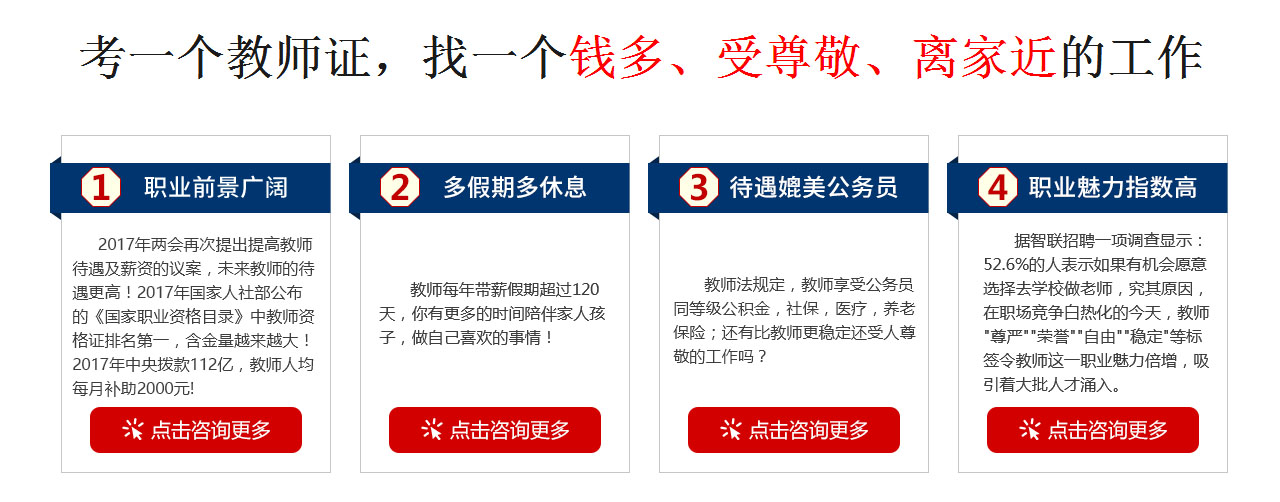 考一个教师证，找一个钱多、受尊敬、离家近的工作
1 职业前景广阔
2017年两会再次提出提高教师
待遇及薪资的议案，未来教师的待
遇更高！2017年国家人社部公布
的《国家职业资格目录》中教师资
格证排名第一，含金量越来越大！
2017年中央拨款112亿，教师人均
每月补助2000元!
点击咨询更多
2 多假期多休息
教师每年带薪假期超过120
天，你有更多的时间陪伴家人孩
子，做自己喜欢的事情！
点击咨询更多
3 待遇媲美公务员
教师法规定，教师享受公务员
同等级公积金，社保，医疗，养老
保险；还有比教师更稳定还受人尊
敬的工作吗？
点击咨询更多
4 职业魅力指数高
据智联招聘一项调查显示：
52.6%的人表示如果有机会愿意
选择去学校做老师，究其原因，
在职场竞争白热化的今天，教师
"尊严""荣誉""自由""稳定"等标
签令教师这一职业魅力倍增，吸
引着大批人才涌入。
点击咨询更多